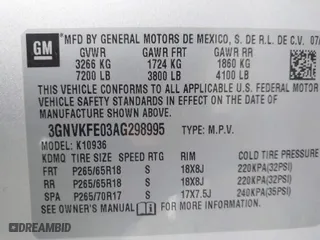 GM
MFD BY GENERAL MOTORS DE MEXICO, S. DE R.L. DE C.V. 07/
GVWR GAWR FRT GAWR RR
3266 KG 1724 KG 1860 KG
7200 LB 3800 LB 4100 LB
THIS VEHICLE CONFORMS TO ALL APPLICABLE U.S. FEDERAL MOTOR
VEHICLE SAFETY STANDARDS IN EFFECT ON THE DATE OF
MANUFACTURE SHOWN ABOVE.
3GNVKFE03AG298995 TYPE: M.P.V.
MODEL: K10936
KDMQ TIRE SIZE SPEED RTG RIM COLD TIRE PRESSURE
FRT P265/65R18 S 18X8J 220KPA(32PSI)
RR P265/65R18 S 18X8J 220KPA(32PSI)
SPA P265/70R17 S 17X7.5J 240KPA(35PSI)
SEE OWNER'S MANUAL FOR ADDITIONAL INFORMATION.
AUTOBIDMASTER